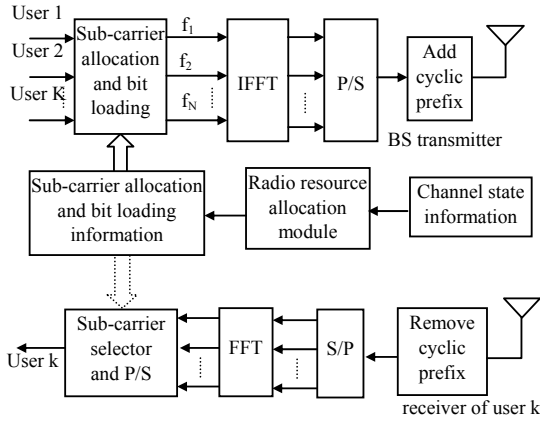 User 1
User 2
User K
Sub-carrier
allocation
and bit
loading
f1
f2
fN
IFFT
P/S
Add
cyclic
prefix
BS transmitter
Sub-carrier allocation
and bit loading
information
Radio resource
allocation
module
Channel state
information
User k
Sub-carrier
selector
and P/S
FFT
S/P
Remove
cyclic
prefix
receiver of user k